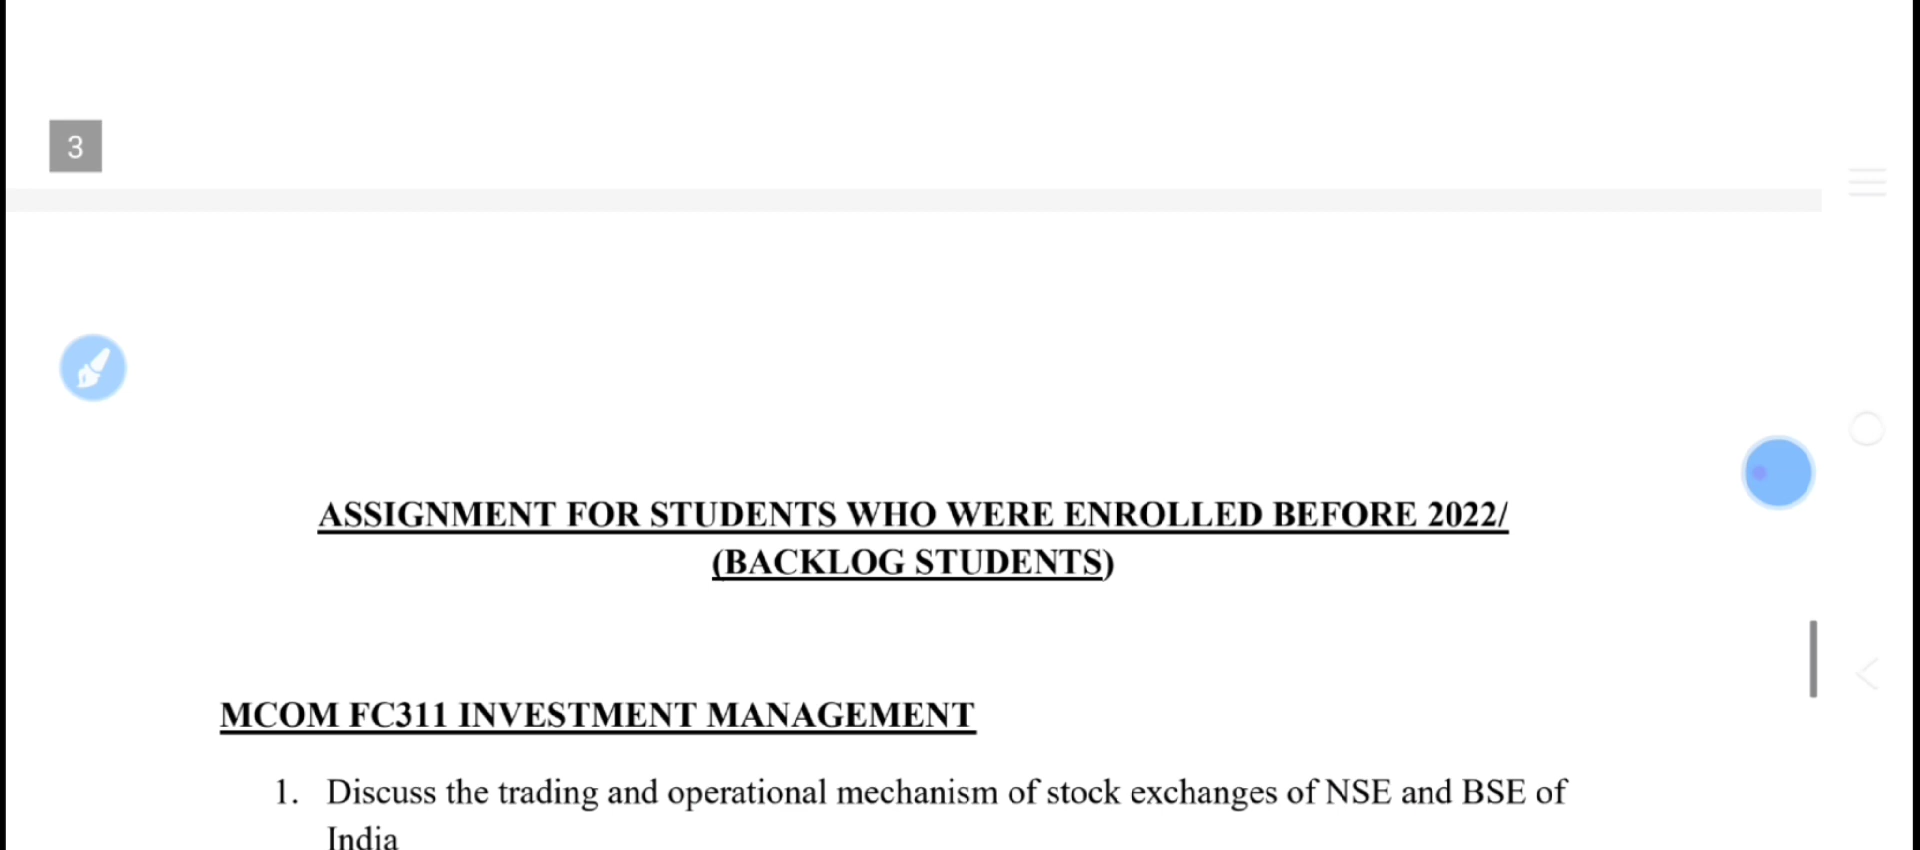 3
ASSIGNMENT FOR STUDENTS WHO WERE ENROLLED BEFORE 2022/
(BACKLOG STUDENTS)
MCOM FC311 INVESTMENT MANAGEMENT
1. Discuss the trading and operational mechanism of stock exchanges of NSE and BSE of
India